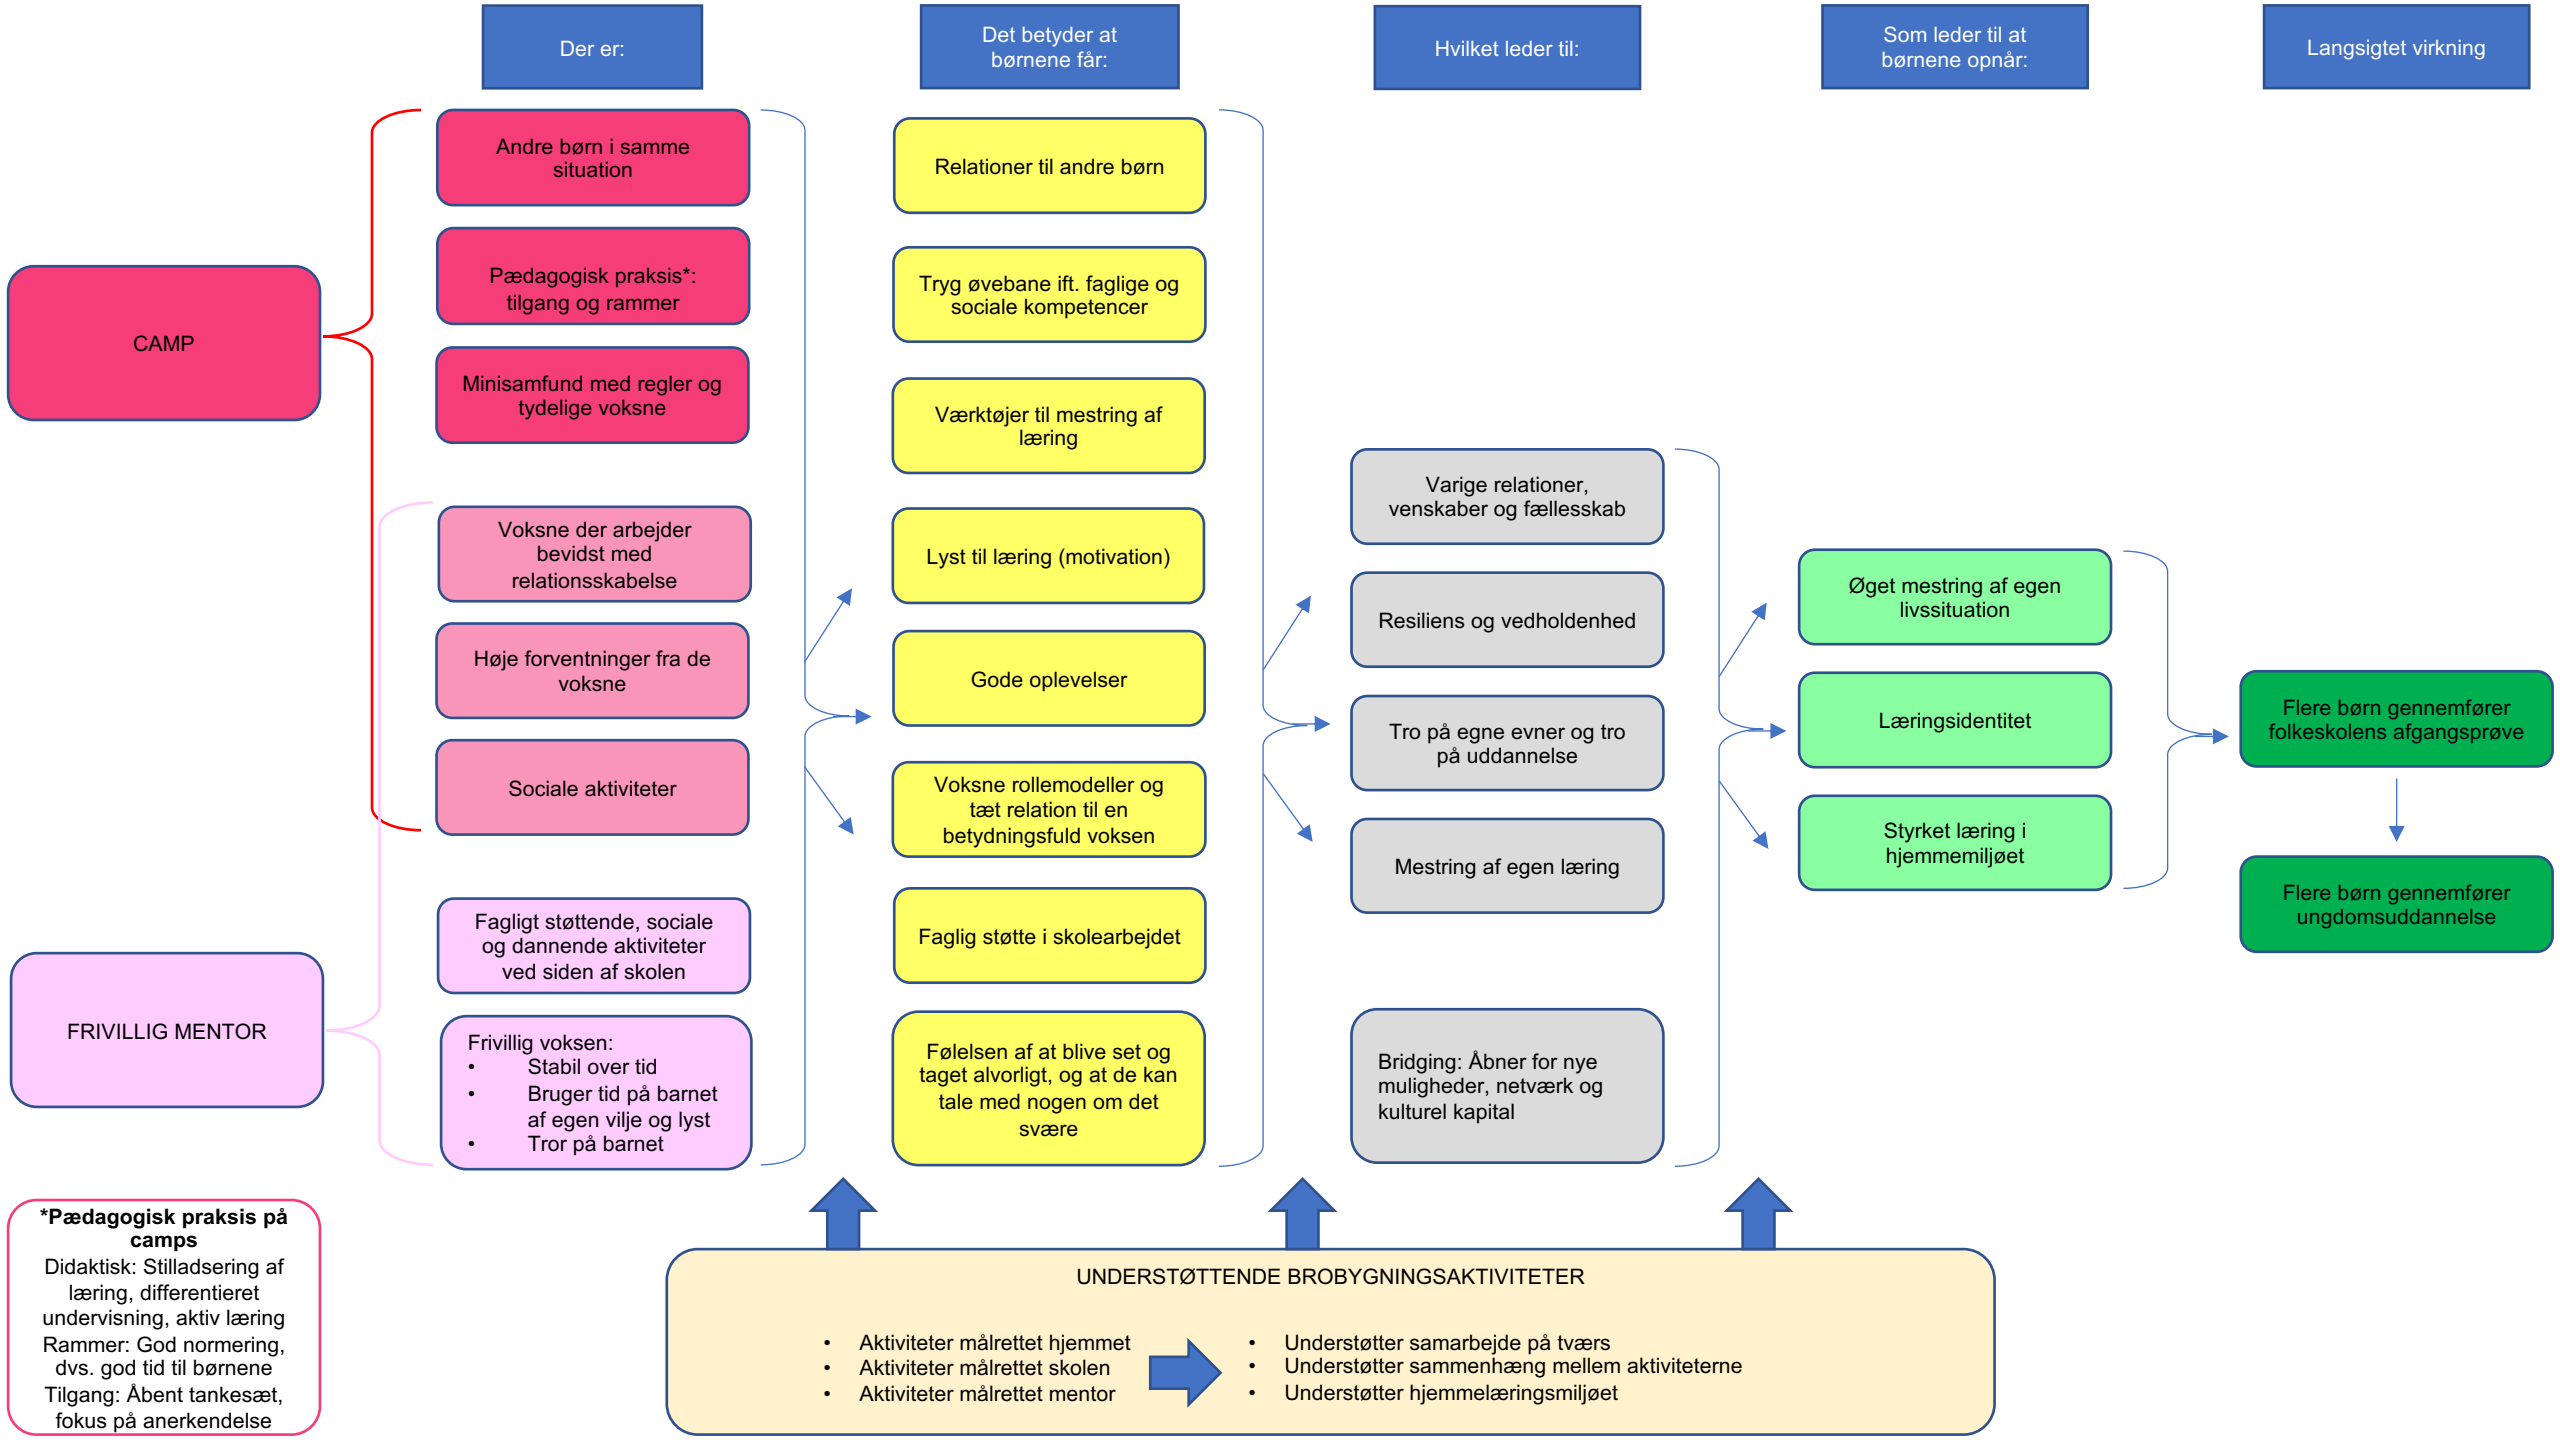 Der er:
Det betyder at
børnene får:
Hvilket leder til:
Som leder til at
børnene opnår:
Langsigtet virkning
CAMP
FRIVILLIG MENTOR
*Pædagogisk praksis på
camps
Didaktisk: Stilladsering af
læring, differentieret
undervisning, aktiv læring
Rammer: God normering,
dvs. god tid til børnene
Tilgang: Åbent tankesæt,
fokus på anerkendelse
Andre børn i samme
situation
Pædagogisk praksis*:
tilgang og rammer
Minisamfund med regler og
tydelige voksne
Voksne der arbejder
bevidst med
relationsskabelse
Høje forventninger fra de
voksne
Sociale aktiviteter
Fagligt støttende, sociale
og dannende aktiviteter
ved siden af skolen
Frivillig voksen:
• Stabil over tid
• Bruger tid på barnet
af egen vilje og lyst
• Tror på barnet
Relationer til andre børn
Tryg øvebane ift. faglige og
sociale kompetencer
Værktøjer til mestring af
læring
Lyst til læring (motivation)
Gode oplevelser
Voksne rollemodeller og
tæt relation til en
betydningsfuld voksen
Faglig støtte i skolearbejdet
Følelsen af at blive set og
taget alvorligt, og at de kan
tale med nogen om det
svære
Varige relationer,
venskaber og fællesskab
Resiliens og vedholdenhed
Tro på egne evner og tro
på uddannelse
Mestring af egen læring
Bridging: Åbner for nye
muligheder, netværk og
kulturel kapital
Øget mestring af egen
livssituation
Læringsidentitet
Styrket læring i
hjemmemiljøet
Flere børn gennemfører
folkeskolens afgangsprøve
Flere børn gennemfører
ungdomsuddannelse
UNDERSTØTTENDE BROBYGNINGSAKTIVITETER
• Aktiviteter målrettet hjemmet
• Aktiviteter målrettet skolen
• Aktiviteter målrettet mentor
• Understøtter samarbejde på tværs
• Understøtter sammenhæng mellem aktiviteterne
• Understøtter hjemmelæringsmiljøet